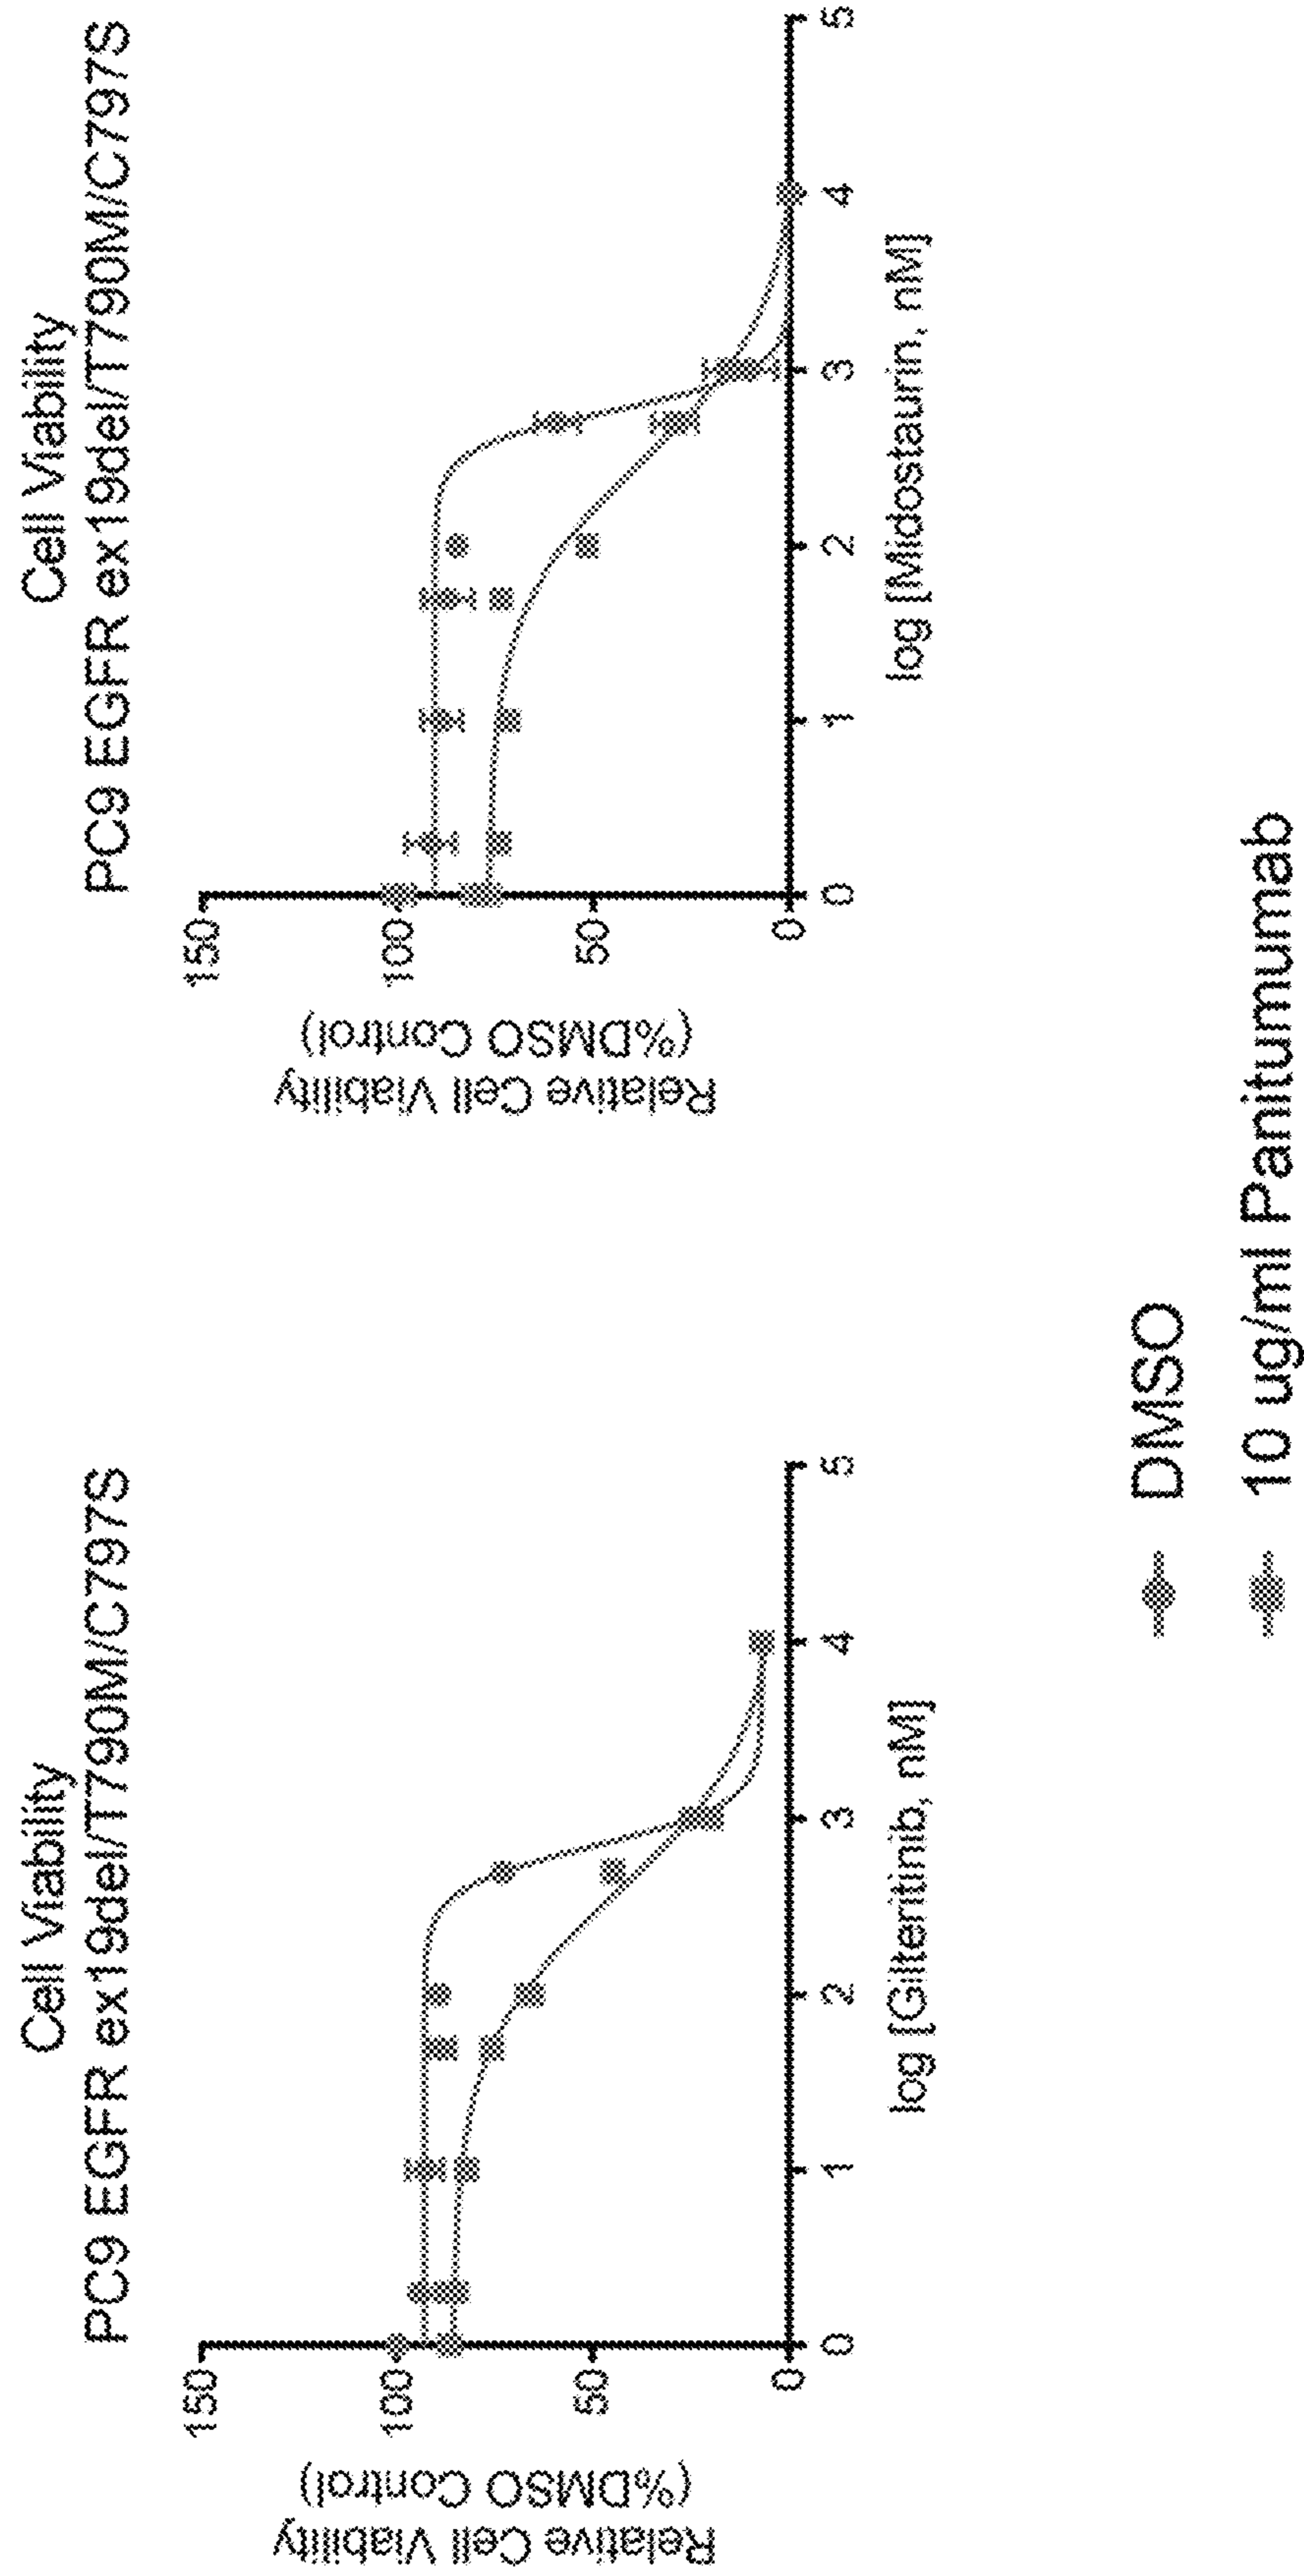 Cell Viability
PC9 EGFR ex19del/T790M/C797S
Relative Cell Viability
(%DMSO Control)
150
100
50
0
0 1 2 3 4 5
log [Gilteritinib, nM]
Cell Viability
PC9 EGFR ex19del/T790M/C797S
Relative Cell Viability
(%DMSO Control)
150
100
50
0
0 1 2 3 4 5
log [Midostaurin, nM]
DMSO
10 ug/ml Panitumumab